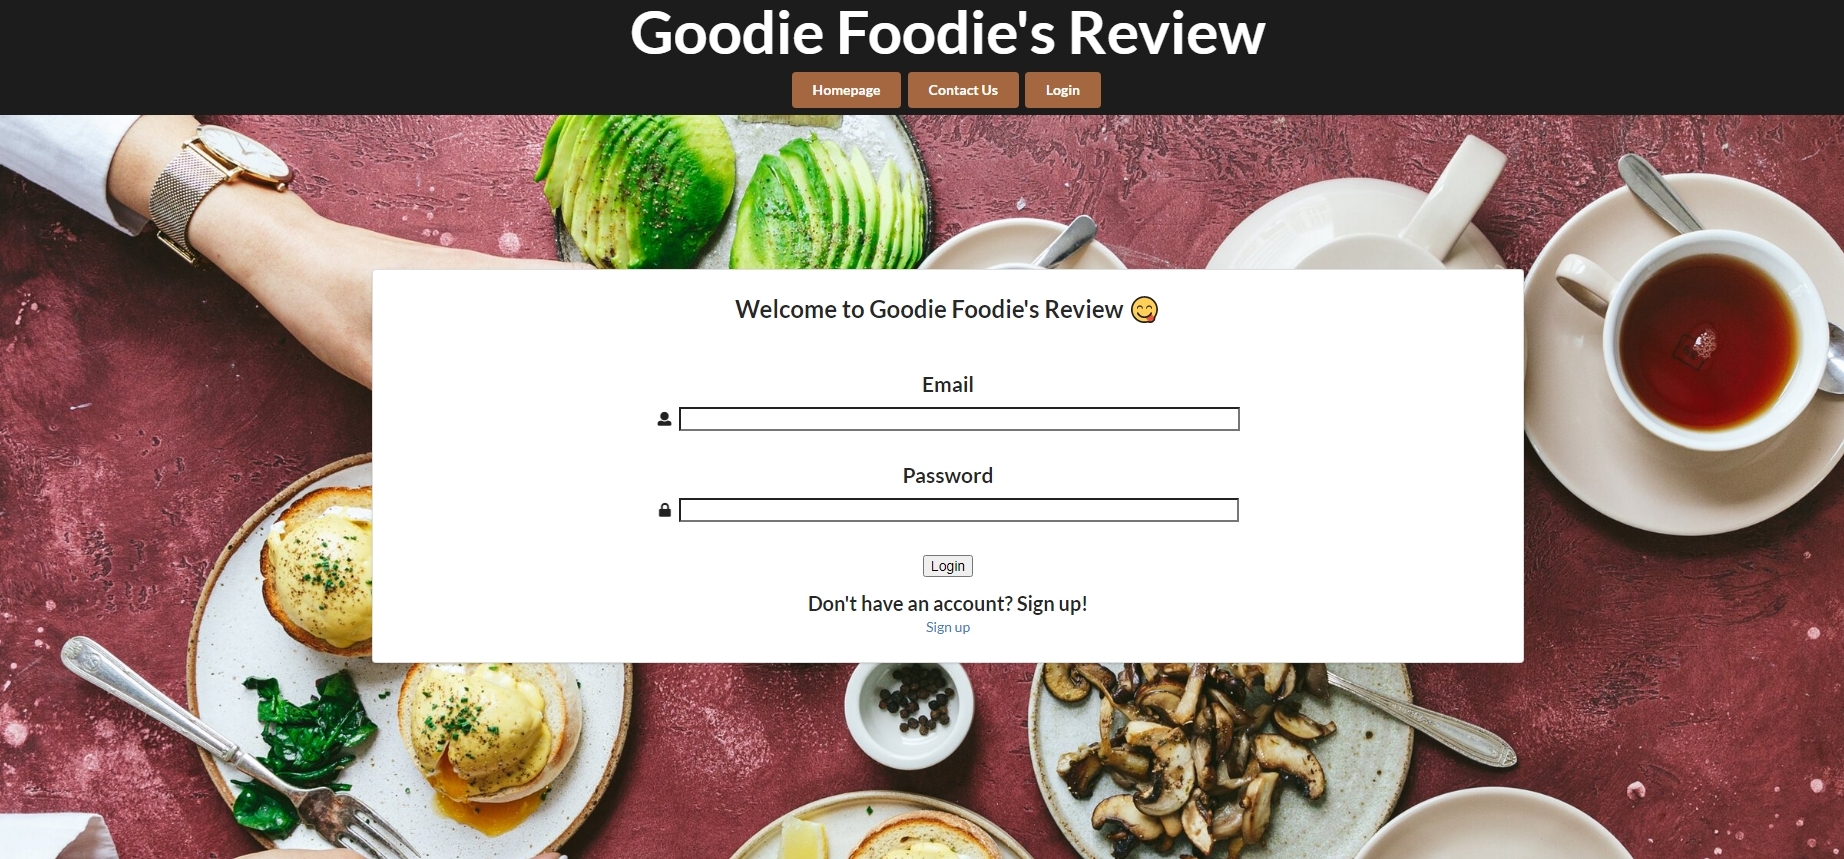 Goodie Foodie's Review
Homepage Contact Us Login
Welcome to Goodie Foodie's Review 😋
Email
Password
Login
Don't have an account? Sign up!
Sign up